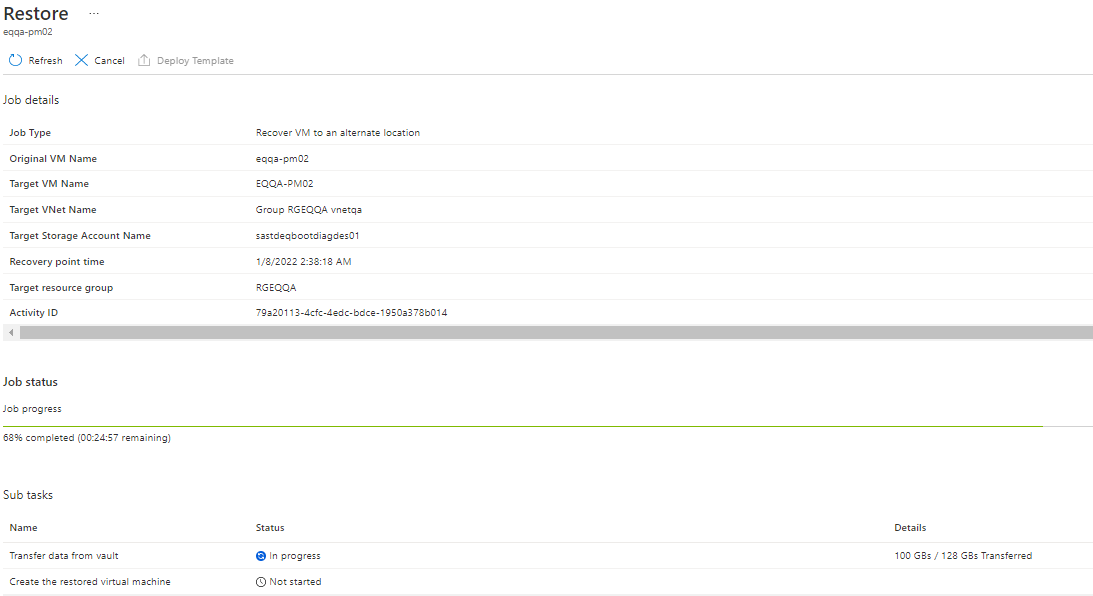 Restore ...
eqqa-pm02
Refresh Cancel Deploy Template
Job details
Job Type Recover VM to an alternate location
Original VM Name eqqa-pm02
Target VM Name EQQA-PM02
Target VNet Name Group RGEQQA vnetqa
Target Storage Account Name sastdeqbootdiagdes01
Recovery point time 1/8/2022 2:38:18 AM
Target resource group RGEQQA
Activity ID 79a20113-4cfc-4edc-bdce-1950a378b014
Job status
Job progress
68% completed (00:24:57 remaining)
Sub tasks
Name Status Details
Transfer data from vault In progress 100 GBs / 128 GBs Transferred
Create the restored virtual machine Not started